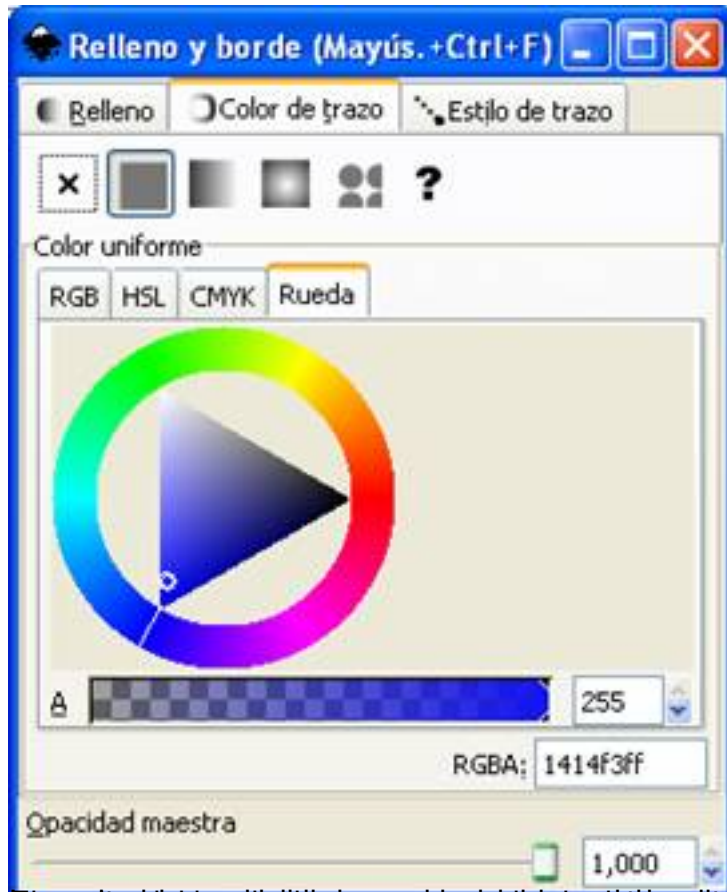 Relleno y borde (Mayús.+Ctrl+F)
Relleno Color de trazo Estilo de trazo
× ?
Color uniforme
RGB HSL CMYK Rueda
A 255
RGBA: 1414f3ff
Opacidad maestra
1,000